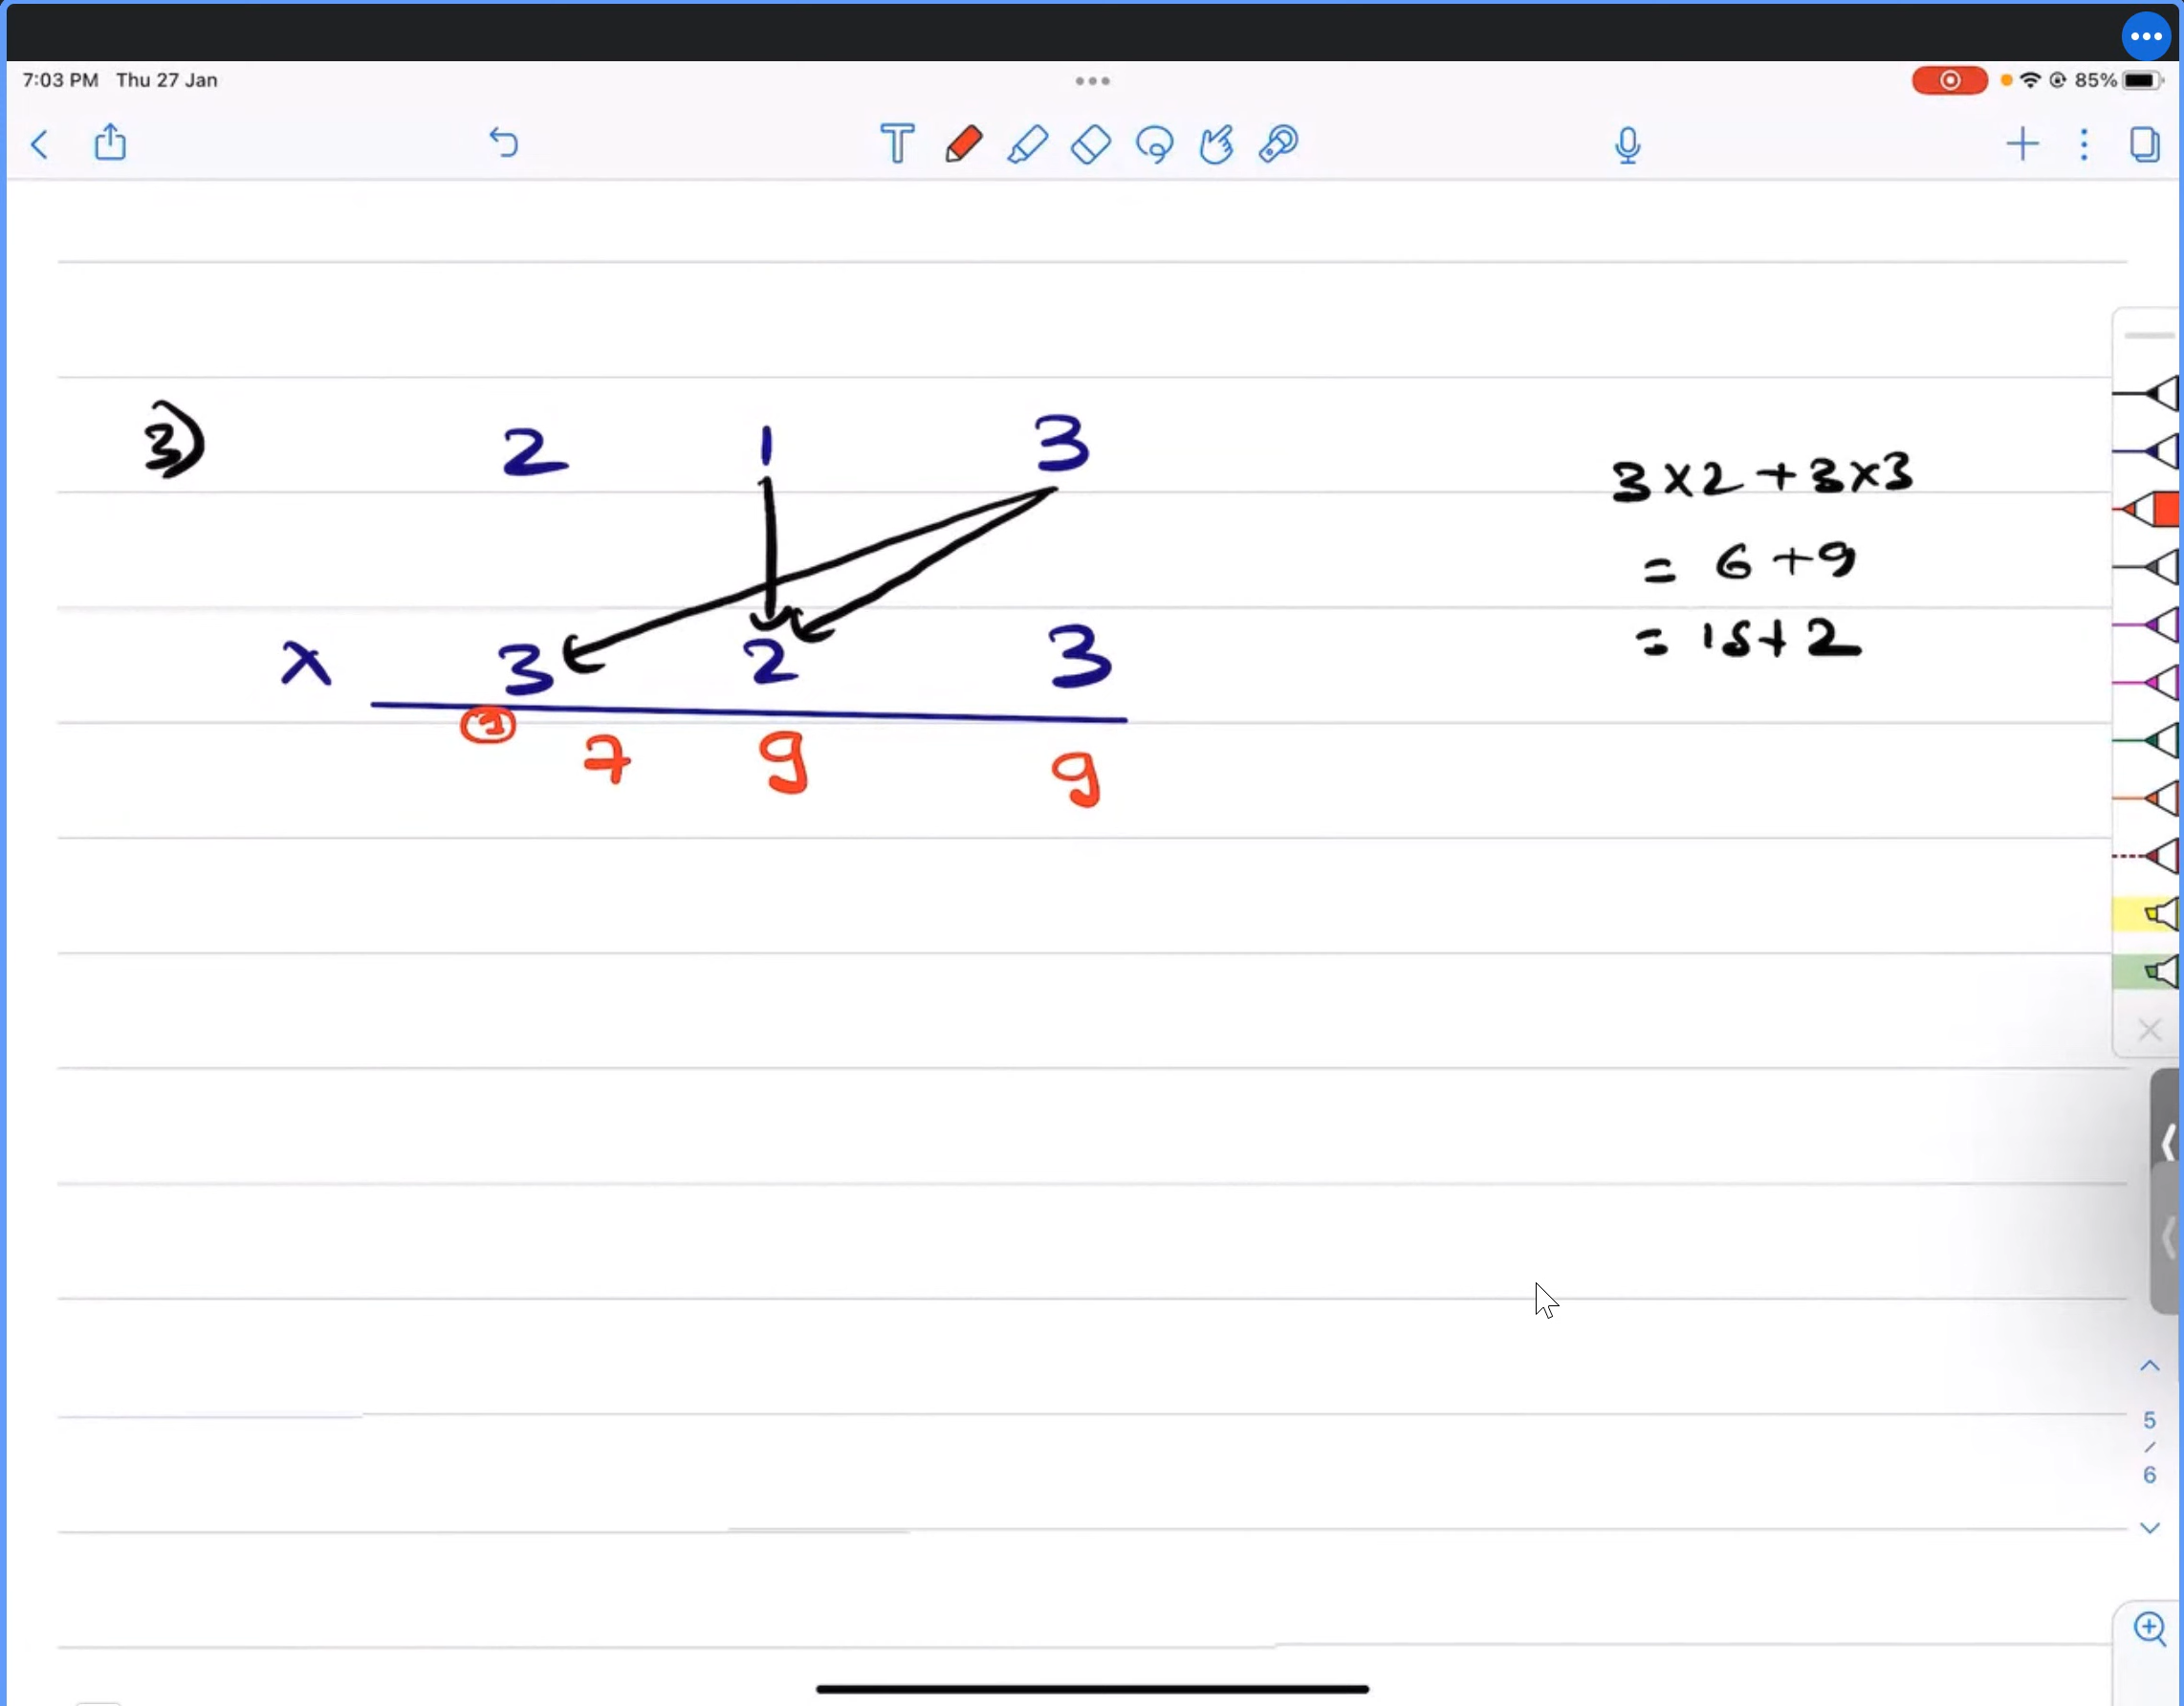 7:03 PM Thu 27 Jan
85%
T
3) 2 1 3
3x2 +3x3
= 6 +9
x 3 2 3
= 15+ 2
1 7 9 9
5
/
6